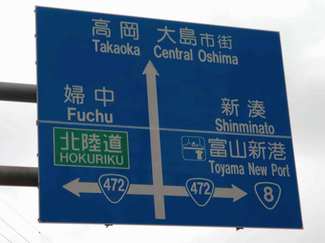 高岡 大島市街
Takaoka Central Oshima
婦中
Fuchu
新湊
Shinminato
北陸道
HOKURIKU
富山新港
Toyama New Port
472
472
8